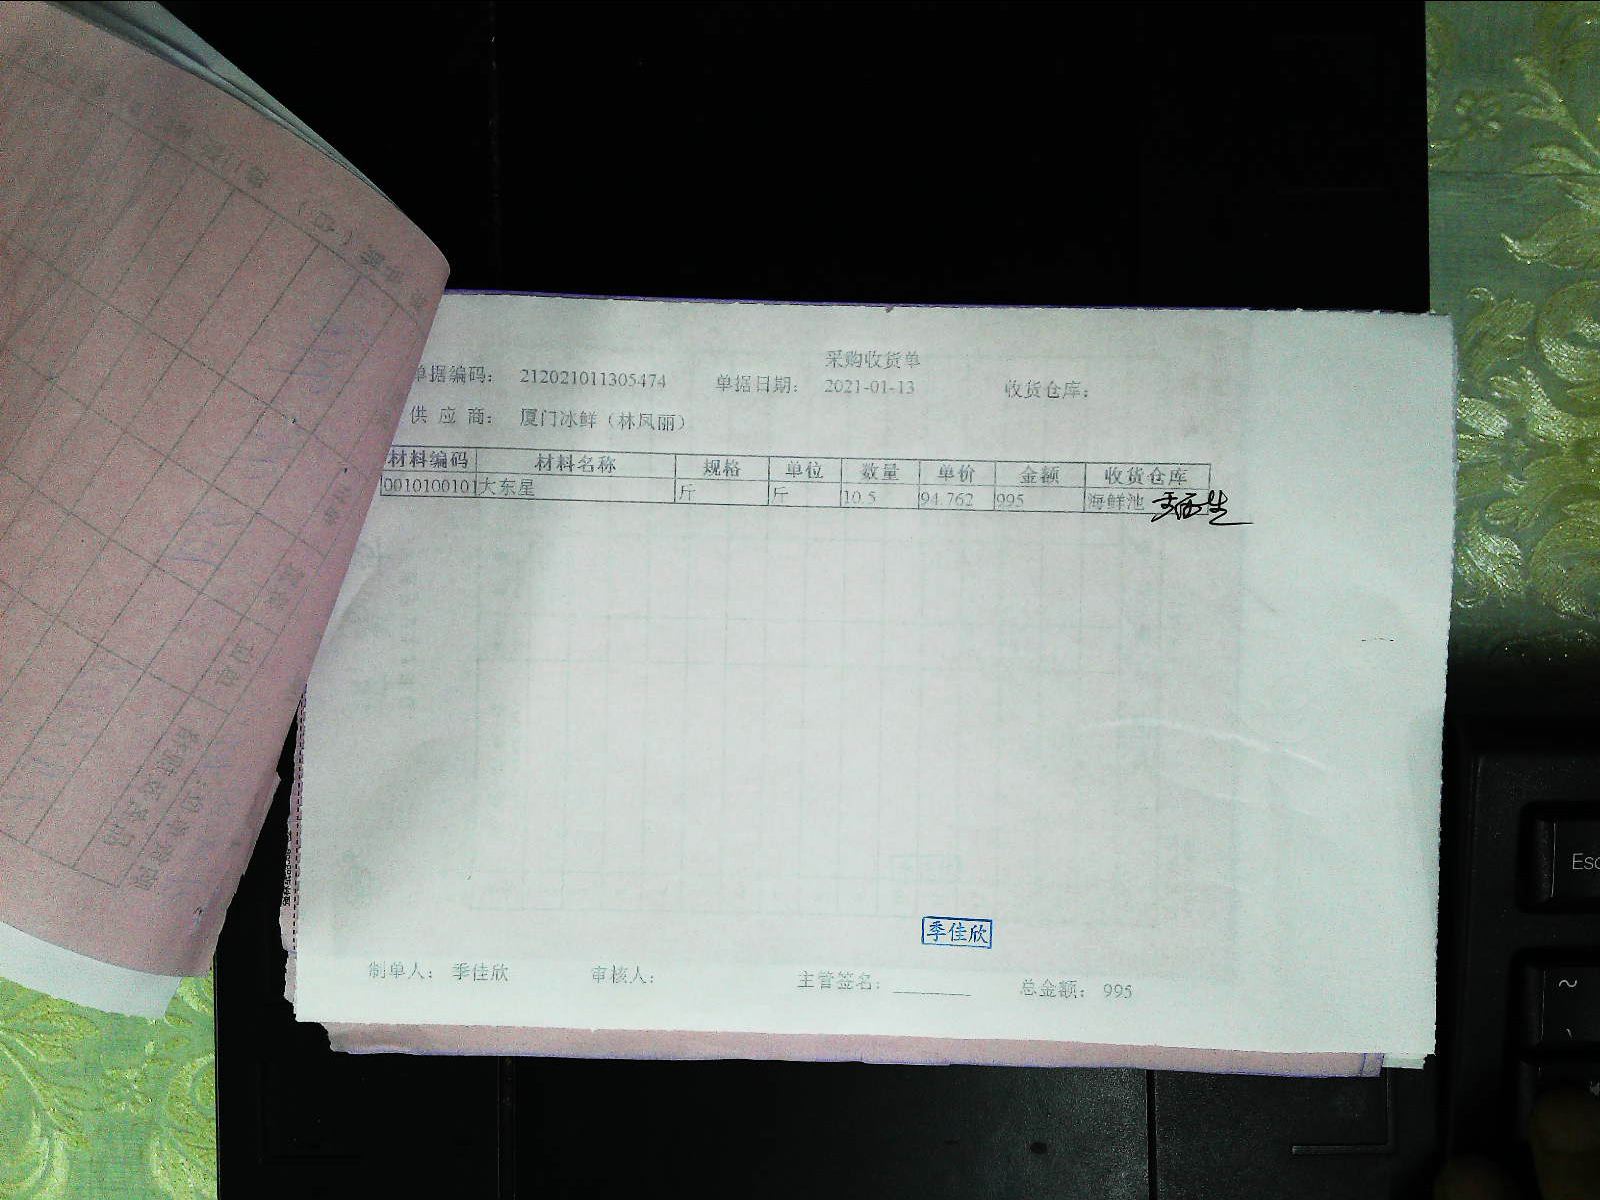 采购收货单
单据编码： 212021011305474 单据日期： 2021-01-13 收货仓库：
供 应 商： 厦门冰鲜（林凤丽）
材料编码 材料名称 规格 单位 数量 单价 金额 收货仓库
0010100101 大东星 斤 斤 10.5 94.762 995 海鲜池
季佳欣
制单人： 季佳欣 审核人： 主管签名： 总金额： 995
Esc
~